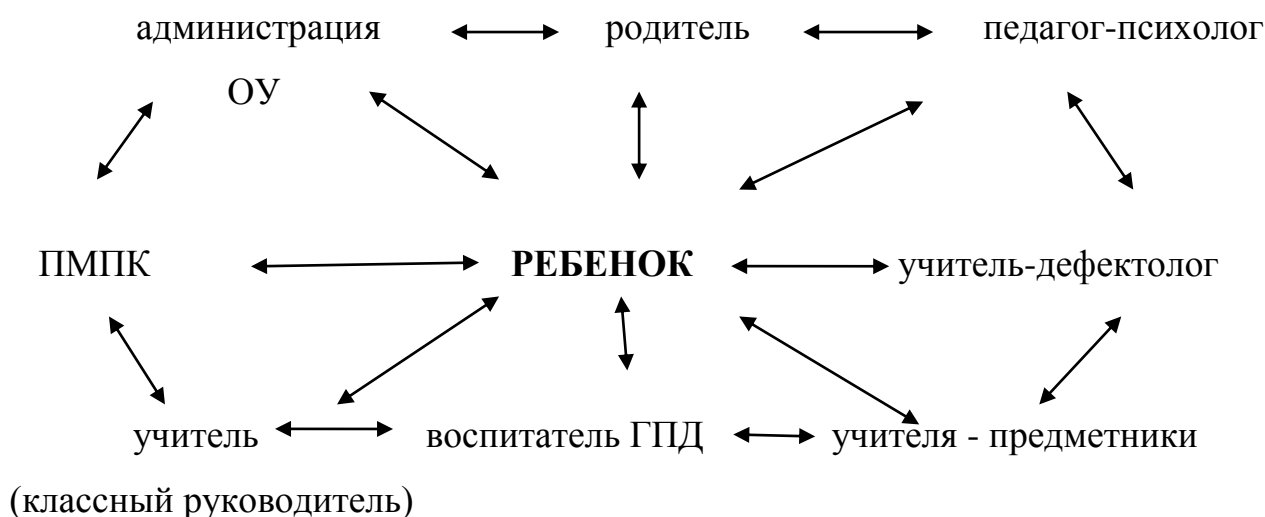 администрация родитель педагог-психолог
ОУ
ПМПК РЕБЕНОК учитель-дефектолог
учитель воспитатель ГПД учителя - предметники
(классный руководитель)